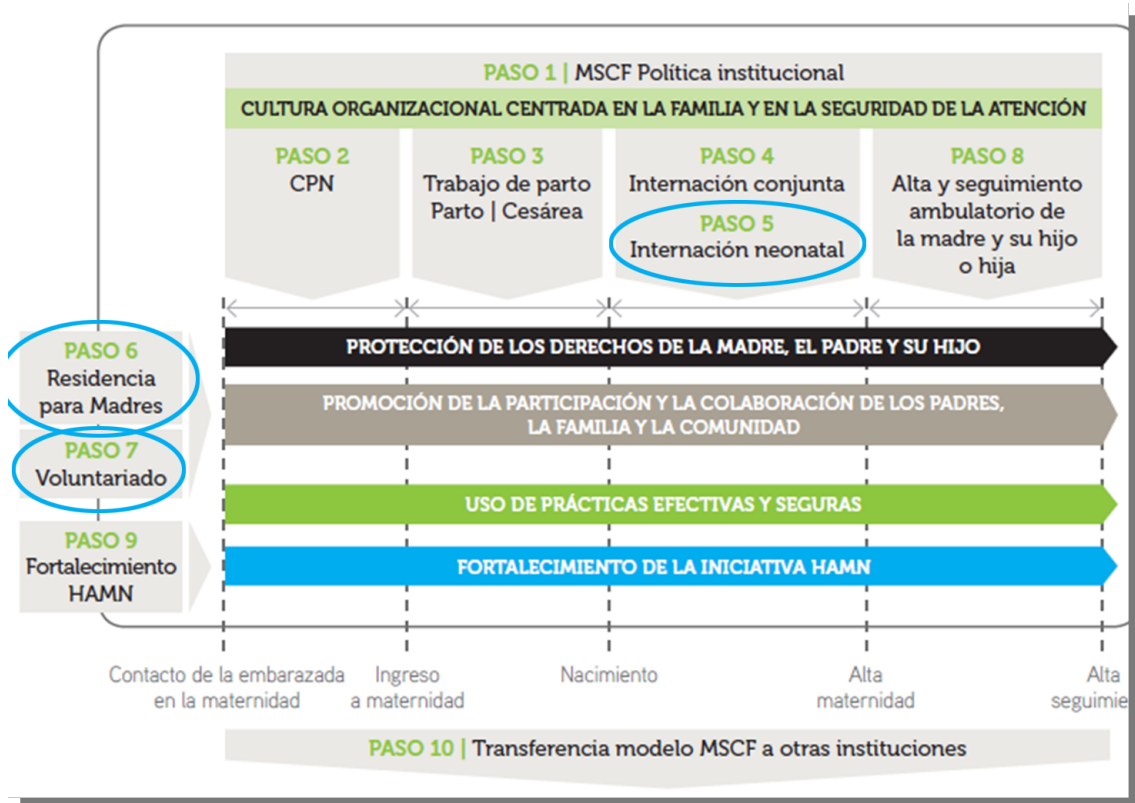 PASO 1 | MSCF Política institucional
CULTURA ORGANIZACIONAL CENTRADA EN LA FAMILIA Y EN LA SEGURIDAD DE LA ATENCIÓN
PASO 2
CPN
PASO 3
Trabajo de parto
Parto | Cesárea
PASO 4
Internación conjunta
PASO 5
Internación neonatal
PASO 8
Alta y seguimiento
ambulatorio de
la madre y su hijo
o hija
PASO 6
Residencia
para Madres
PASO 7
Voluntariado
PASO 9
Fortalecimiento
HAMN
PROTECCIÓN DE LOS DERECHOS DE LA MADRE, EL PADRE Y SU HIJO
PROMOCIÓN DE LA PARTICIPACIÓN Y LA COLABORACIÓN DE LOS PADRES,
LA FAMILIA Y LA COMUNIDAD
USO DE PRÁCTICAS EFECTIVAS Y SEGURAS
FORTALECIMIENTO DE LA INICIATIVA HAMN
Contacto de la embarazada
en la maternidad
Ingreso
a maternidad
Nacimiento
Alta
maternidad
Alta
seguimie
PASO 10 | Transferencia modelo MSCF a otras instituciones